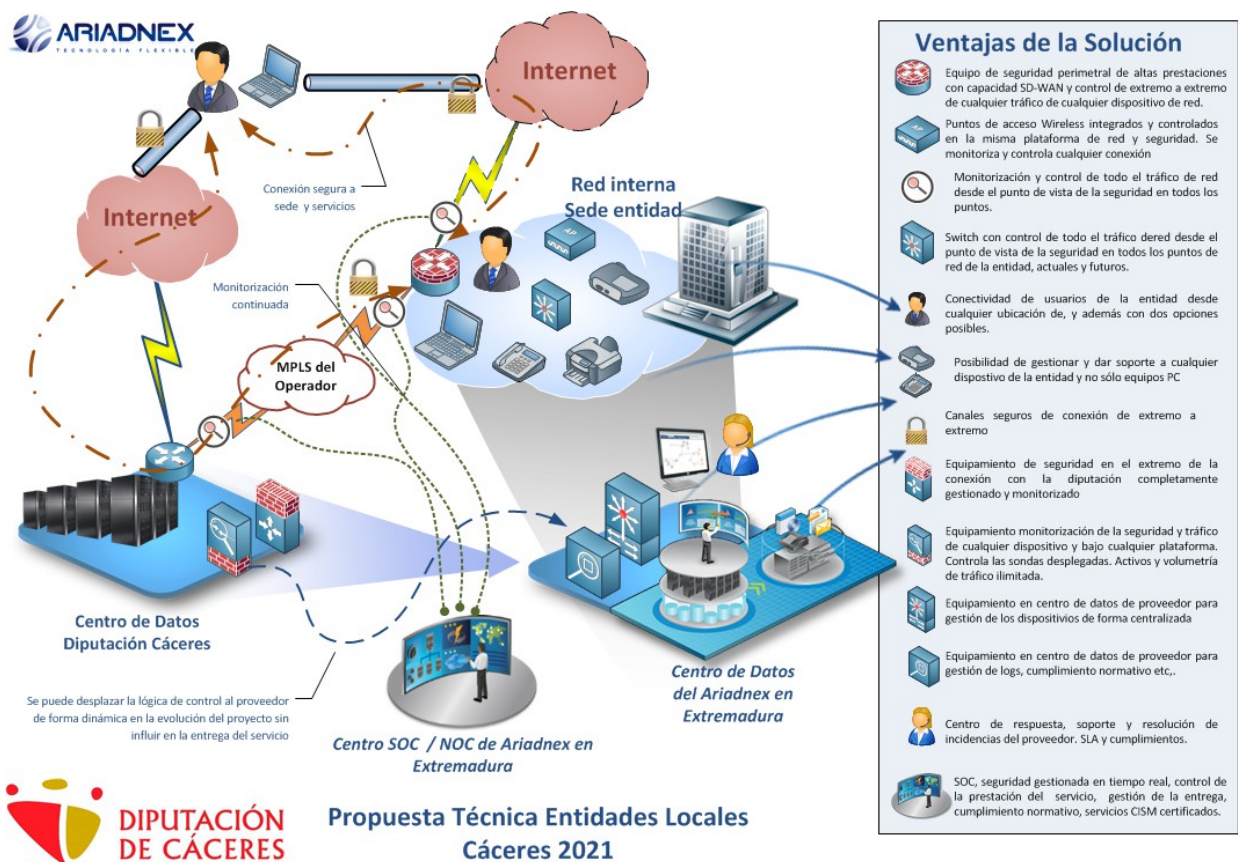 ARIADNEX
TECNOLOGÍA FLEXIBLE
Internet
Internet
Conexión segura a
sede y servicios
Red interna
Sede entidad
AP
Monitorización
continuada
MPLS del
Operador
Centro de Datos
Diputación Cáceres
Se puede desplazar la lógica de control al proveedor
de forma dinámica en la evolución del proyecto sin
influir en la entrega del servicio
Centro SOC / NOC de Ariadnex en
Extremadura
Centro de Datos
del Ariadnex en
Extremadura
DIPUTACIÓN
DE CÁCERES
Propuesta Técnica Entidades Locales
Cáceres 2021
Ventajas de la Solución
Equipo de seguridad perimetral de altas prestaciones
con capacidad SD-WAN y control de extremo a extremo
de cualquier tráfico de cualquier dispositivo de red.
AP
Puntos de acceso Wireless integrados y controlados
en la misma plataforma de red y seguridad. Se
monitoriza y controla cualquier conexión
Monitorización y control de todo el tráfico de red
desde el punto de vista de la seguridad en todos los
puntos.
Switch con control de todo el tráfico dered desde el
punto de vista de la seguridad en todos los puntos de
red de la entidad, actuales y futuros.
Conectividad de usuarios de la entidad desde
cualquier ubicación de, y además con dos opciones
posibles.
Posibilidad de gestionar y dar soporte a cualquier
dispostivo de la entidad y no sólo equipos PC
Canales seguros de conexión de extremo a
extremo
Equipamiento de seguridad en el extremo de la
conexión con la diputación completamente
gestionado y monitorizado
Equipamiento monitorización de la seguridad y tráfico
de cualquier dispositivo y bajo cualquier plataforma.
Controla las sondas desplegadas. Activos y volumetría
de tráfico ilimitada.
Equipamiento en centro de datos de proveedor para
gestión de los dispositivios de forma centralizada
Equipamiento en centro de datos de proveedor para
gestión de logs, cumplimiento normativo etc,.
Centro de respuesta, soporte y resolución de
incidencias del proveedor. SLA y cumplimientos.
SOC, seguridad gestionada en tiempo real, control de
la prestación del servicio, gestión de la entrega,
cumplimiento normativo, servicios CISM certificados.